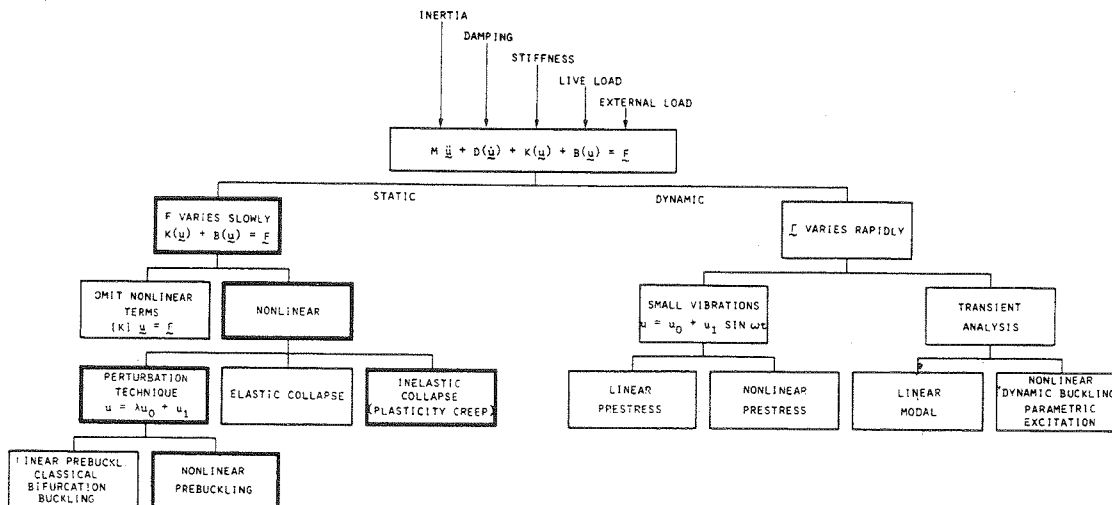 INERTIA
DAMPING
STIFFNESS
LIVE LOAD
EXTERNAL LOAD
M ü + D(u̇) + K(u) + B(u) = F
STATIC
DYNAMIC
F VARIES SLOWLY
K(u) + B(u) = F
F VARIES RAPIDLY
OMIT NONLINEAR
TERMS
[K] u = F
NONLINEAR
SMALL VIBRATIONS
u = u₀ + u₁ SIN ωt
TRANSIENT
ANALYSIS
PERTURBATION
TECHNIQUE
u = λu₀ + u₁
ELASTIC COLLAPSE
INELASTIC
COLLAPSE
(PLASTICITY CREEP)
LINEAR
PRESTRESS
NONLINEAR
PRESTRESS
LINEAR
MODAL
NONLINEAR
DYNAMIC BUCKLING
PARAMETRIC
EXCITATION
LINEAR PREBUCKL.
CLASSICAL
BIFURCATION
BUCKLING
NONLINEAR
PREBUCKLING